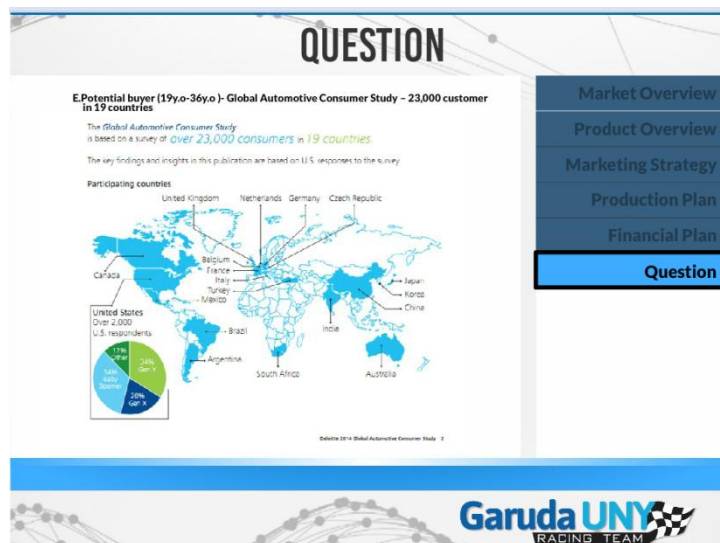 QUESTION
E.Potential buyer (19y.o-36y.o )- Global Automotive Consumer Study – 23,000 customer
in 19 countries
The Global Automotive Consumer Study
is based on a survey of over 23,000 consumers in 19 countries.
The key findings and insights in this publication are based on U.S. responses to the survey
Participating countries
United Kingdom Netherlands Germany Czech Republic
Belgium
France
Italy
Turkey
Canada
Mexico
Japan
Korea
China
United States
Over 2,000
U.S. respondents
Brazil
India
Argentina
South Africa
Australia
12% Other
34% Gen Y
Baby Boomer
20% Gen X
Deloitte 2014 Global Automotive Consumer Study 2
Market Overview
Product Overview
Marketing Strategy
Production Plan
Financial Plan
Question
Garuda UNY
RACING TEAM